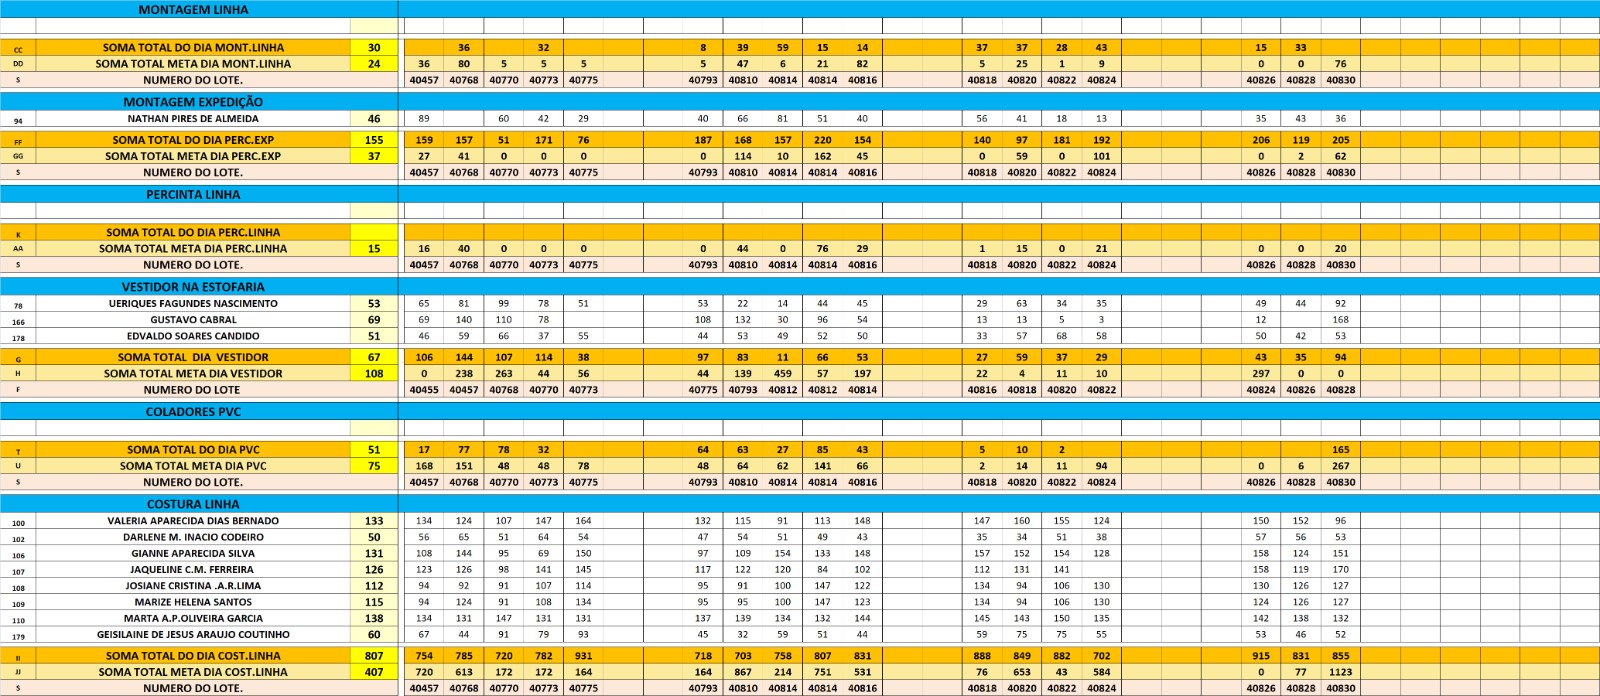 MONTAGEM LINHA
CC SOMA TOTAL DO DIA MONT.LINHA 30 36 32 8 39 59 15 14 37 37 28 43 15 33
DD SOMA TOTAL META DIA MONT.LINHA 24 36 80 5 5 5 5 47 6 21 82 5 25 1 9 0 0 76
S NUMERO DO LOTE. 40457 40768 40770 40773 40775 40793 40810 40814 40814 40816 40818 40820 40822 40824 40826 40828 40830
MONTAGEM EXPEDIÇÃO
94 NATHAN PIRES DE ALMEIDA 46 89 60 42 29 40 66 81 51 40 56 41 18 13 35 43 36
FF SOMA TOTAL DO DIA PERC.EXP 155 159 157 51 171 76 187 168 157 220 154 140 97 181 192 206 119 205
GG SOMA TOTAL META DIA PERC.EXP 37 27 41 0 0 0 0 114 10 162 45 0 59 0 101 0 2 62
S NUMERO DO LOTE. 40457 40768 40770 40773 40775 40793 40810 40814 40814 40816 40818 40820 40822 40824 40826 40828 40830
PERCINTA LINHA
K SOMA TOTAL DO DIA PERC.LINHA
AA SOMA TOTAL META DIA PERC.LINHA 15 16 40 0 0 0 0 44 0 76 29 1 15 0 21 0 0 20
S NUMERO DO LOTE. 40457 40768 40770 40773 40775 40793 40810 40814 40814 40816 40818 40820 40822 40824 40826 40828 40830
VESTIDOR NA ESTOFARIA
78 UERIQUES FAGUNDES NASCIMENTO 53 65 81 99 78 51 53 22 14 44 45 29 63 34 35 49 44 92
166 GUSTAVO CABRAL 69 69 140 110 78 108 132 30 96 54 13 13 5 3 12 168
178 EDVALDO SOARES CANDIDO 51 46 59 66 37 55 44 53 49 52 50 33 57 68 58 50 42 53
G SOMA TOTAL DIA VESTIDOR 67 106 144 107 114 38 97 83 11 66 53 27 59 37 29 43 35 94
H SOMA TOTAL META DIA VESTIDOR 108 0 238 263 44 56 44 139 459 57 197 22 4 11 10 297 0 0
F NUMERO DO LOTE 40455 40457 40768 40770 40773 40775 40793 40812 40812 40814 40816 40818 40820 40822 40824 40826 40828
COLADORES PVC
T SOMA TOTAL DO DIA PVC 51 17 77 78 32 64 63 27 85 43 5 10 2 165
U SOMA TOTAL META DIA PVC 75 168 151 48 48 78 48 64 62 141 66 2 14 11 94 0 6 267
S NUMERO DO LOTE. 40457 40768 40770 40773 40775 40793 40810 40814 40814 40816 40818 40820 40822 40824 40826 40828 40830
COSTURA LINHA
100 VALERIA APARECIDA DIAS BERNADO 133 134 124 107 147 164 132 115 91 113 148 147 160 155 124 150 152 96
102 DARLENE M. INACIO CODEIRO 50 56 65 51 64 54 47 54 51 49 43 35 34 51 38 57 56 53
106 GIANNE APARECIDA SILVA 131 108 144 95 69 150 97 109 154 133 148 157 152 154 128 158 124 151
107 JAQUELINE C.M. FERREIRA 126 123 126 98 141 145 117 122 120 84 102 112 131 141 158 119 170
108 JOSIANE CRISTINA .A.R.LIMA 112 94 92 91 107 114 95 91 100 147 122 134 94 106 130 130 126 127
109 MARIZE HELENA SANTOS 115 94 124 91 108 134 95 95 100 147 123 134 94 106 130 124 126 127
110 MARTA A.P.OLIVEIRA GARCIA 138 134 131 147 131 131 137 139 134 132 144 145 143 150 135 142 138 132
179 GEISILAINE DE JESUS ARAUJO COUTINHO 60 67 44 91 79 93 45 32 59 51 44 59 75 75 55 53 46 52
II SOMA TOTAL DO DIA COST.LINHA 807 754 785 720 782 931 718 703 758 807 831 888 849 882 702 915 831 855
JJ SOMA TOTAL META DIA COST.LINHA 407 720 613 172 172 164 164 867 214 751 531 76 653 43 584 0 77 1123
S NUMERO DO LOTE. 40457 40768 40770 40773 40775 40793 40810 40814 40814 40816 40818 40820 40822 40824 40826 40828 40830